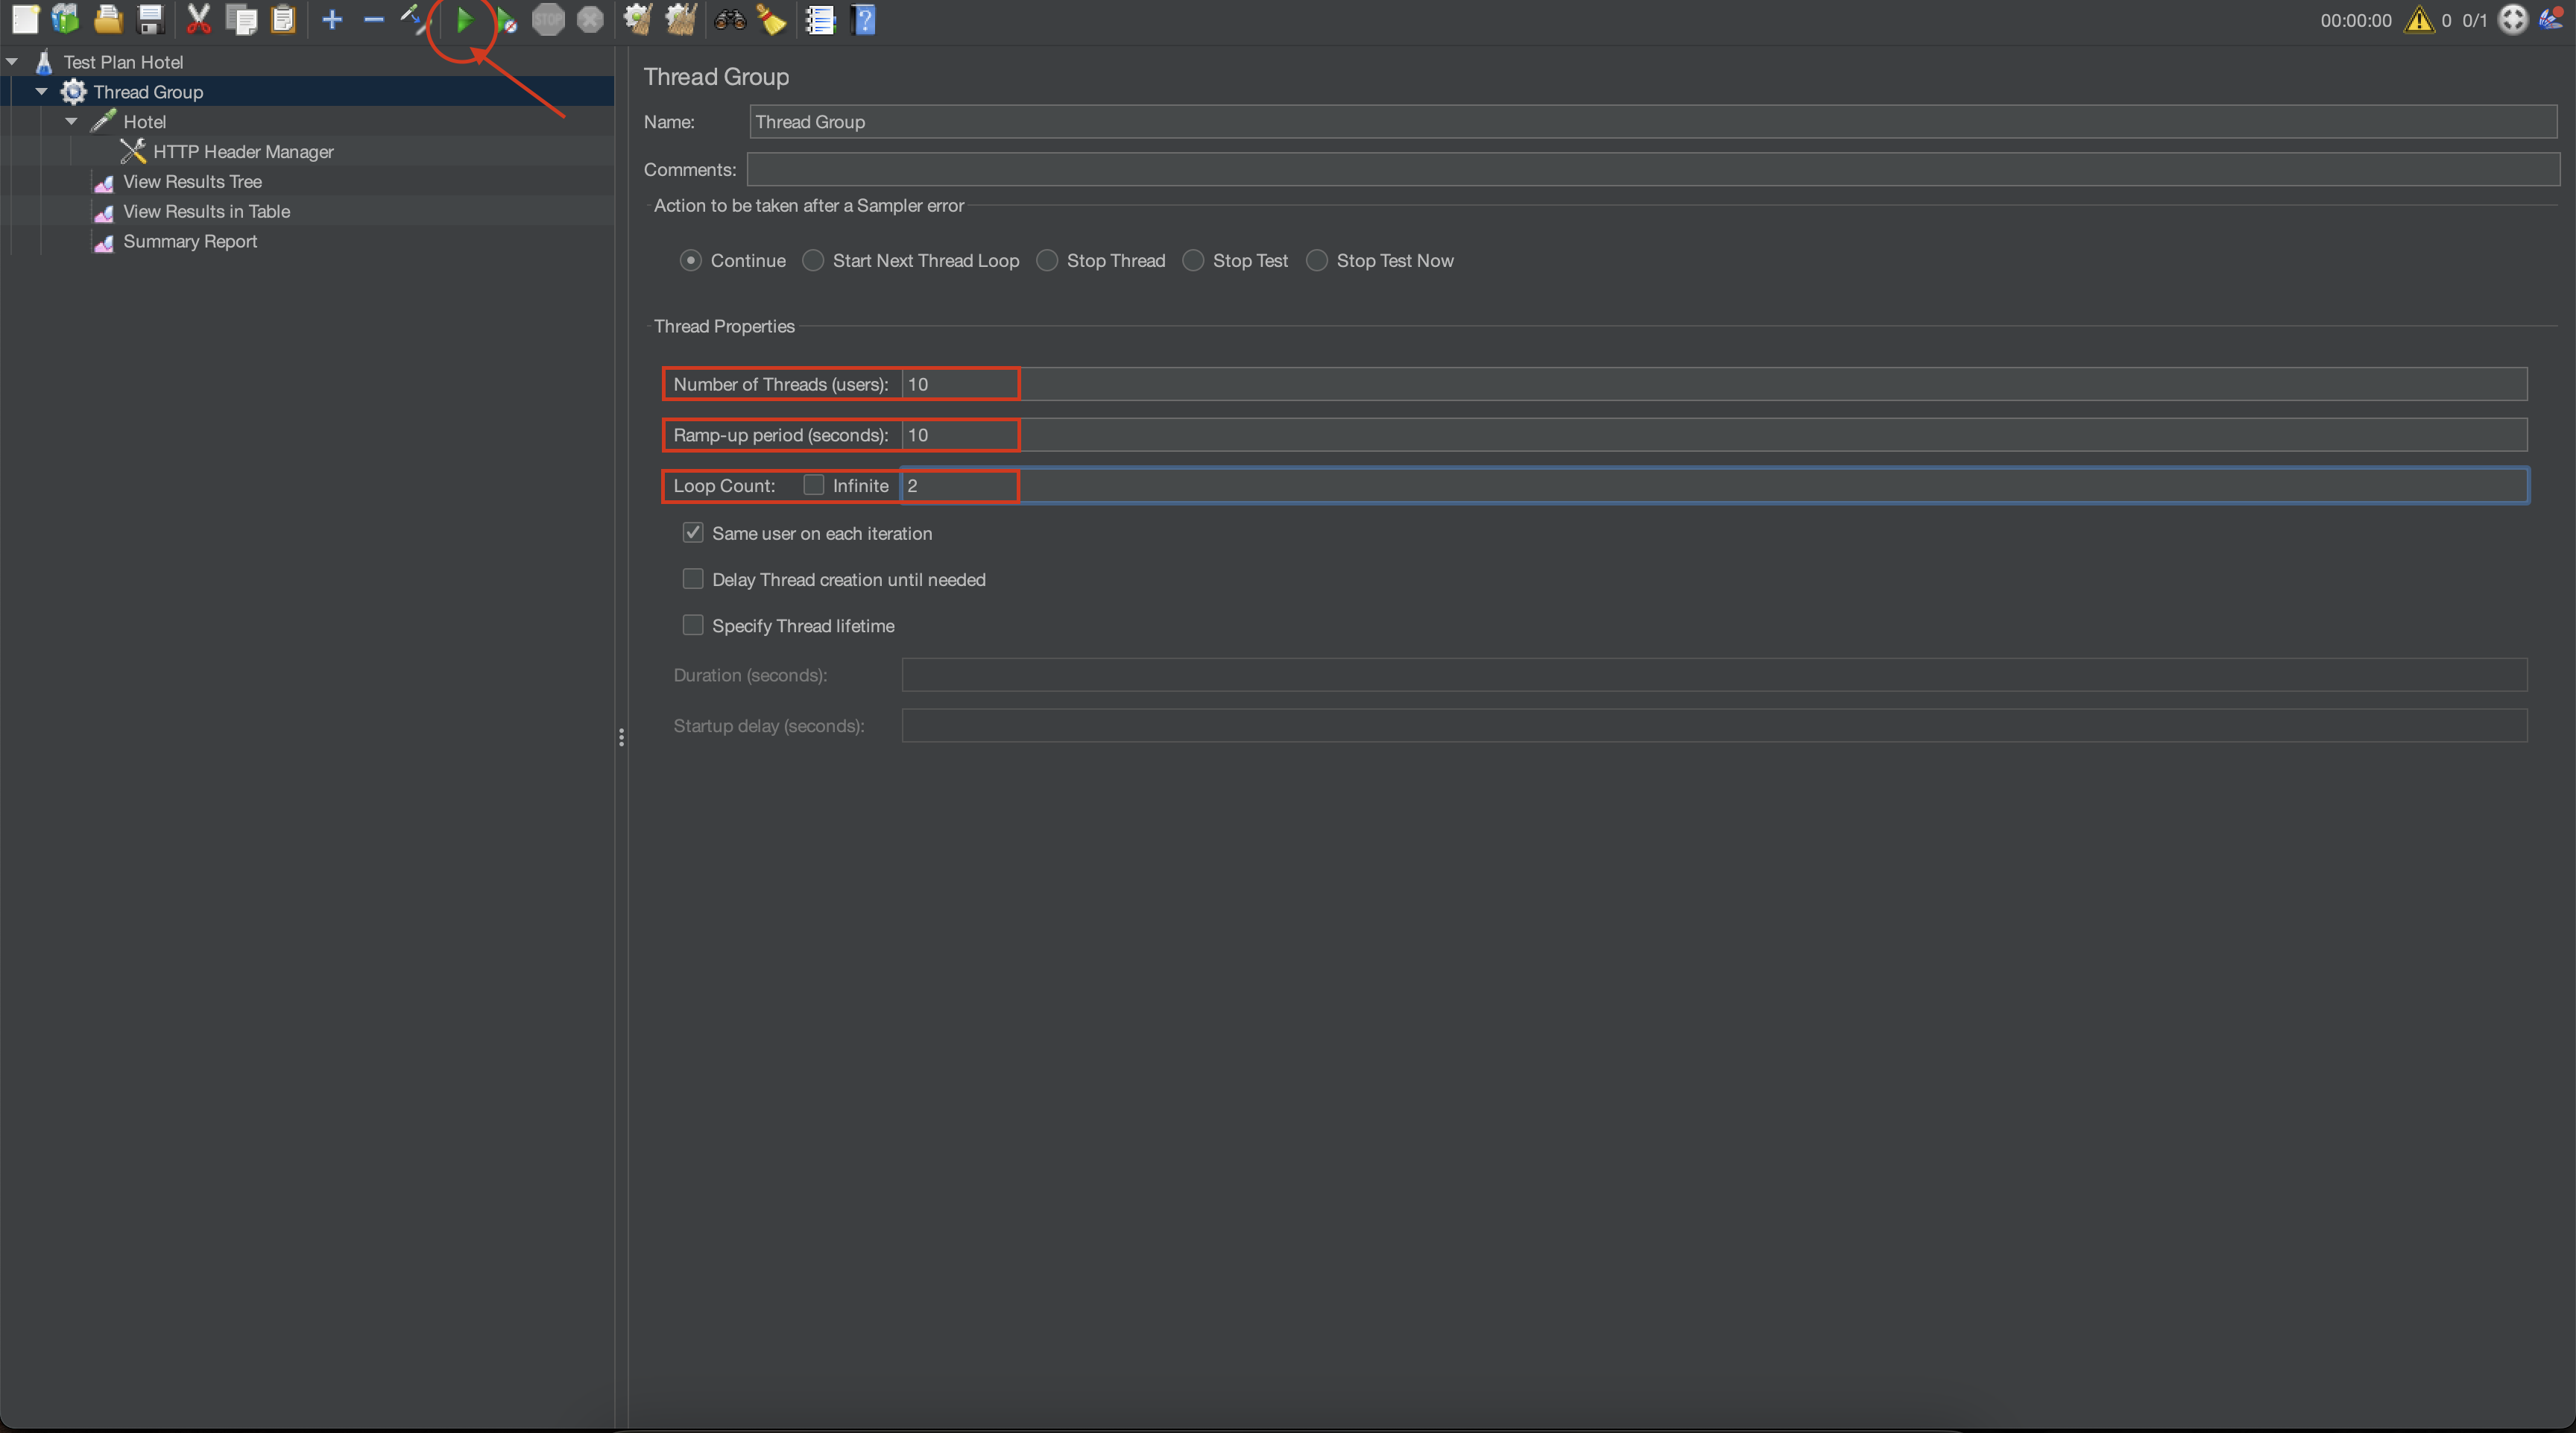 STOP
?
00:00:00 0 0/1
Test Plan Hotel
Thread Group
Hotel
HTTP Header Manager
View Results Tree
View Results in Table
Summary Report
Thread Group
Name: Thread Group
Comments:
Action to be taken after a Sampler error
Continue Start Next Thread Loop Stop Thread Stop Test Stop Test Now
Thread Properties
Number of Threads (users): 10
Ramp-up period (seconds): 10
Loop Count: Infinite 2
Same user on each iteration
Delay Thread creation until needed
Specify Thread lifetime
Duration (seconds):
Startup delay (seconds):